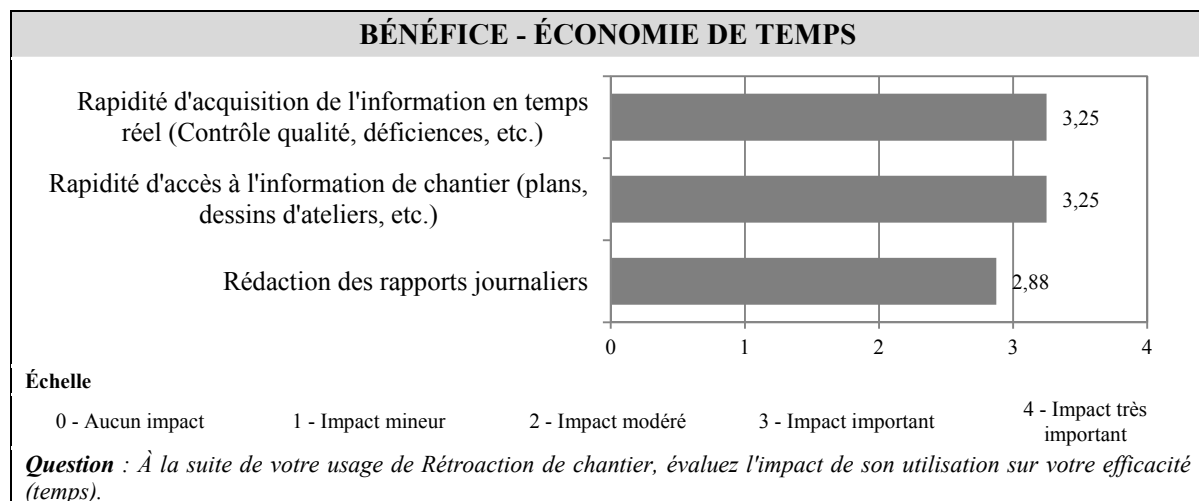 BÉNÉFICE - ÉCONOMIE DE TEMPS
Rapidité d'acquisition de l'information en temps
réel (Contrôle qualité, déficiences, etc.)
3,25
Rapidité d'accès à l'information de chantier (plans,
dessins d'ateliers, etc.)
3,25
Rédaction des rapports journaliers
2,88
0 1 2 3 4
Échelle
0 - Aucun impact 1 - Impact mineur 2 - Impact modéré 3 - Impact important 4 - Impact très
important
Question : À la suite de votre usage de Rétroaction de chantier, évaluez l'impact de son utilisation sur votre efficacité
(temps).